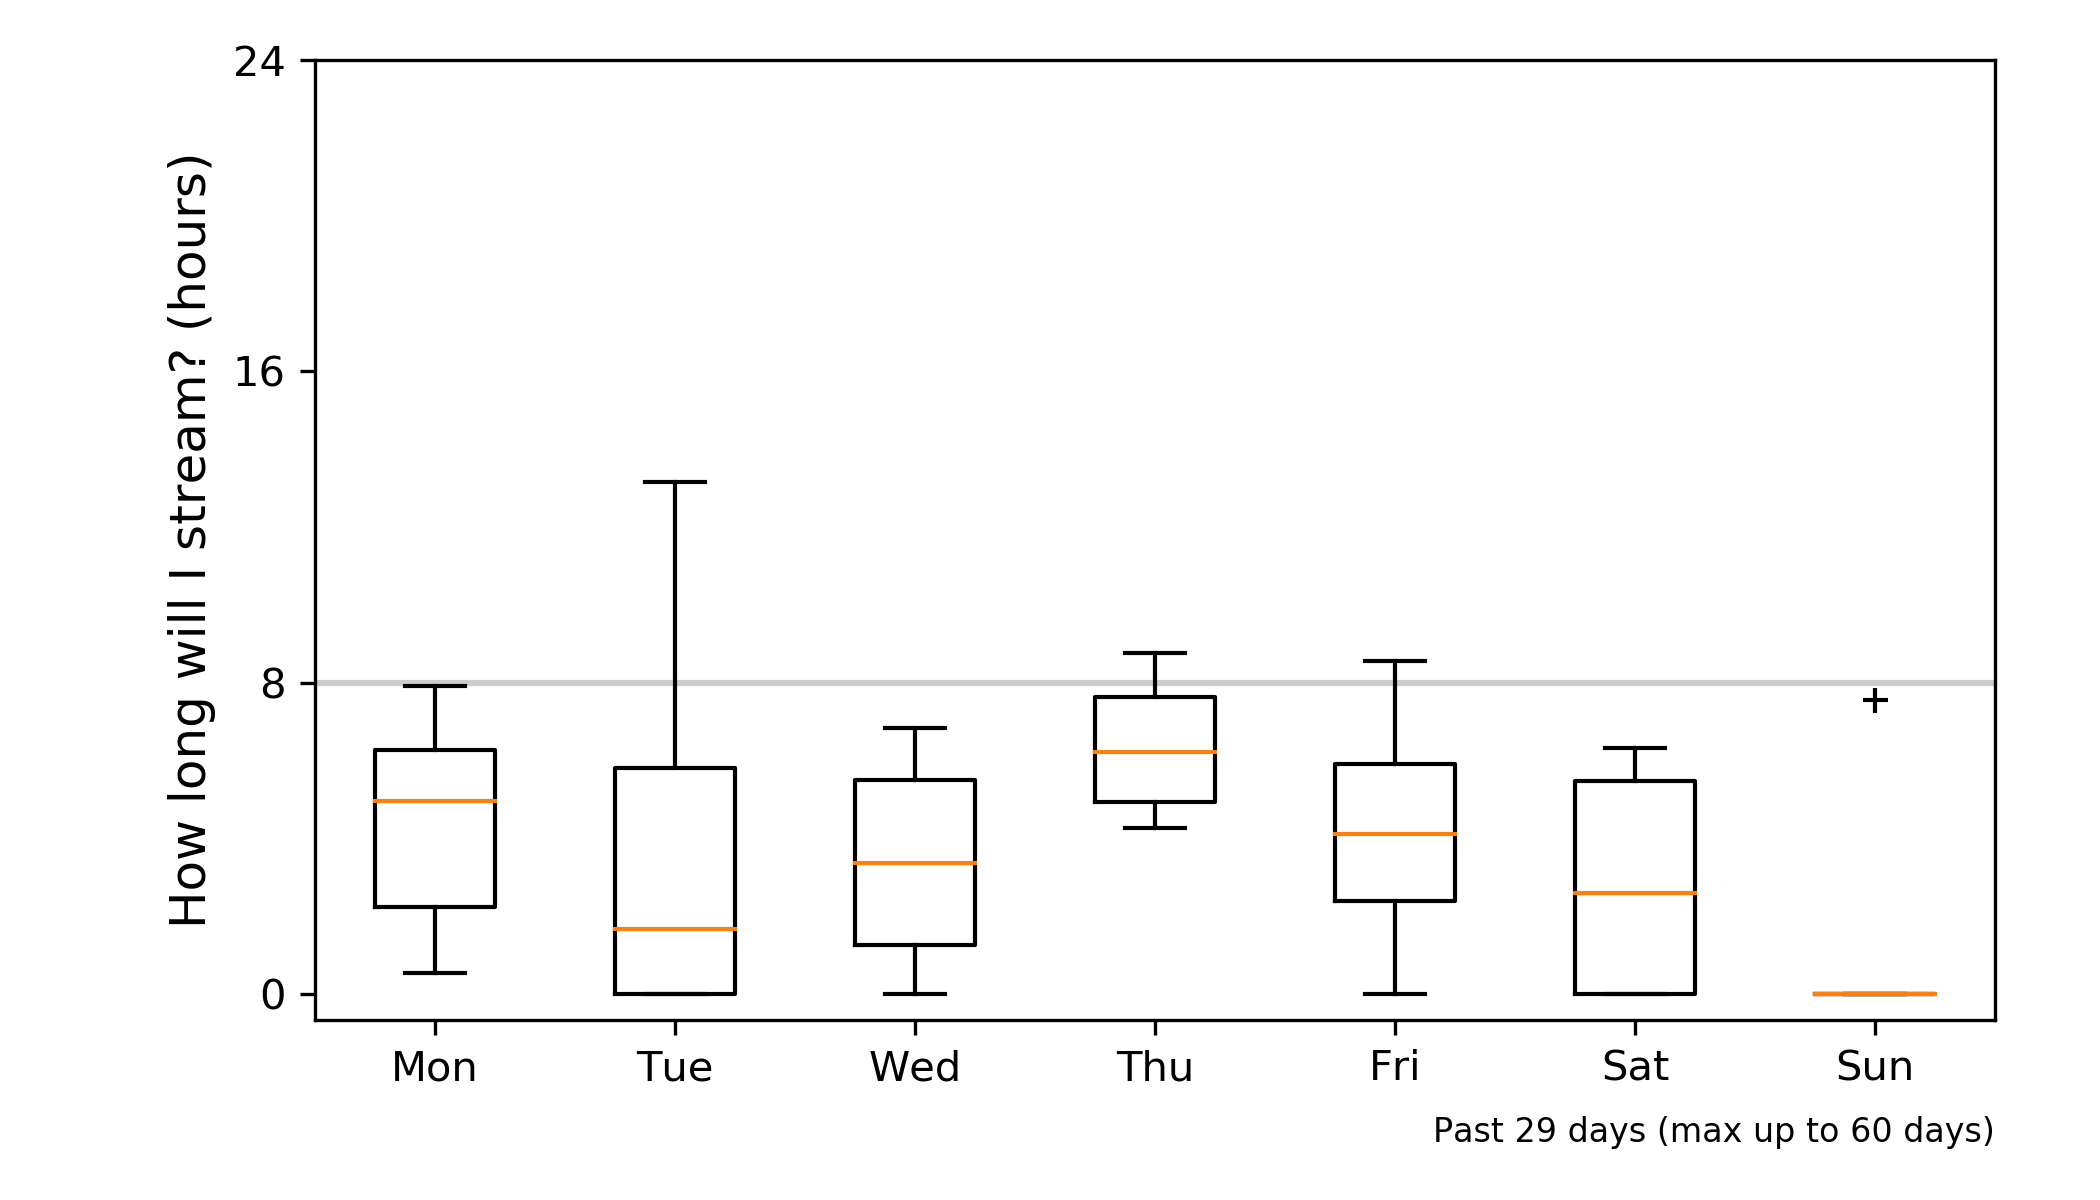 How long will I stream? (hours)
24
16
8
0
Mon Tue Wed Thu Fri Sat Sun
Past 29 days (max up to 60 days)